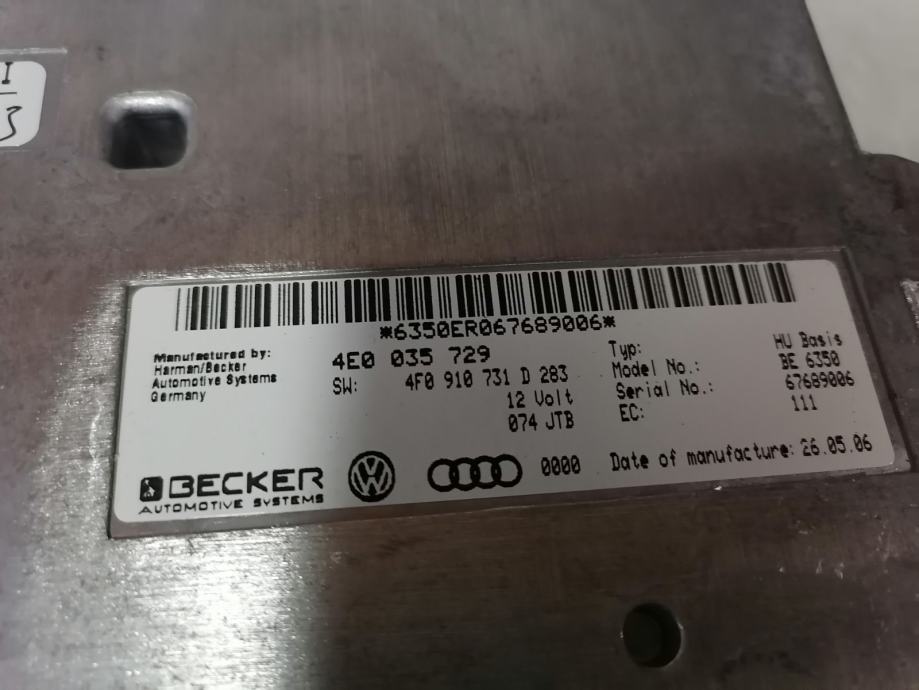 I
3
*6350ER067689006*
Manufactured by:
Harman/Becker
Automotive Systems
Germany
4E0 035 729
SW: 4F0 910 731 D 283
12 Volt
074 JTB
Typ: HU Basis
Model No.: BE 6350
Serial No.: 67689006
EC: 111
BECKER
AUTOMOTIVE SYSTEMS
VW
0000
Date of manufacture: 26.05.06